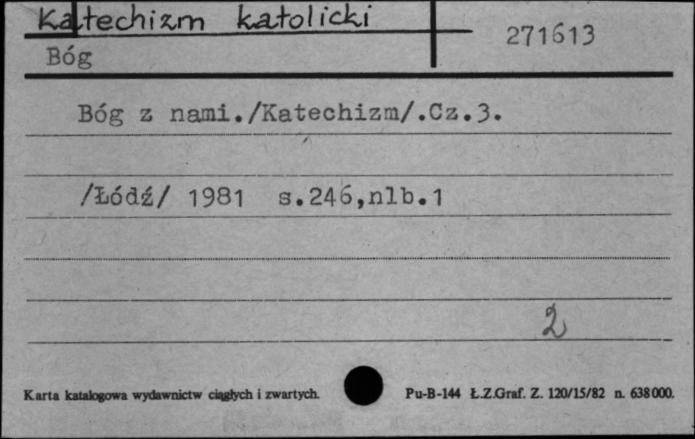 Katechizm katolicki
271613
Bóg
Bóg z nami./Katechizm/.Cz.3.
/Łódź/ 1981 s.246,nlb.1
2
Karta katalogowa wydawnictw ciągłych i zwartych.
Pu-B-144 Ł.Z.Graf. Z. 120/15/82 n. 638000.